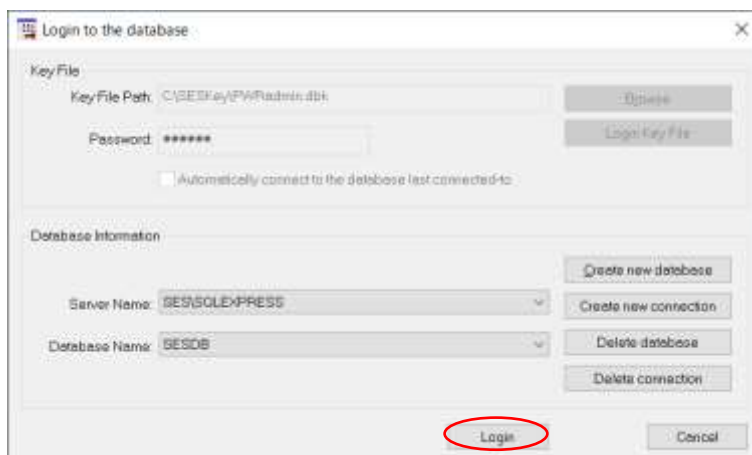 Login to the database
Key File
Key File Path: C:\SESKey\PWRadmin.dbk
Browse
Password: ******
Login Key File
Automatically connect to the database last connected-to
Database Information
Create new database
Server Name: SES\SQLEXPRESS
Create new connection
Database Name: SESDB
Delete database
Delete connection
Login
Cancel